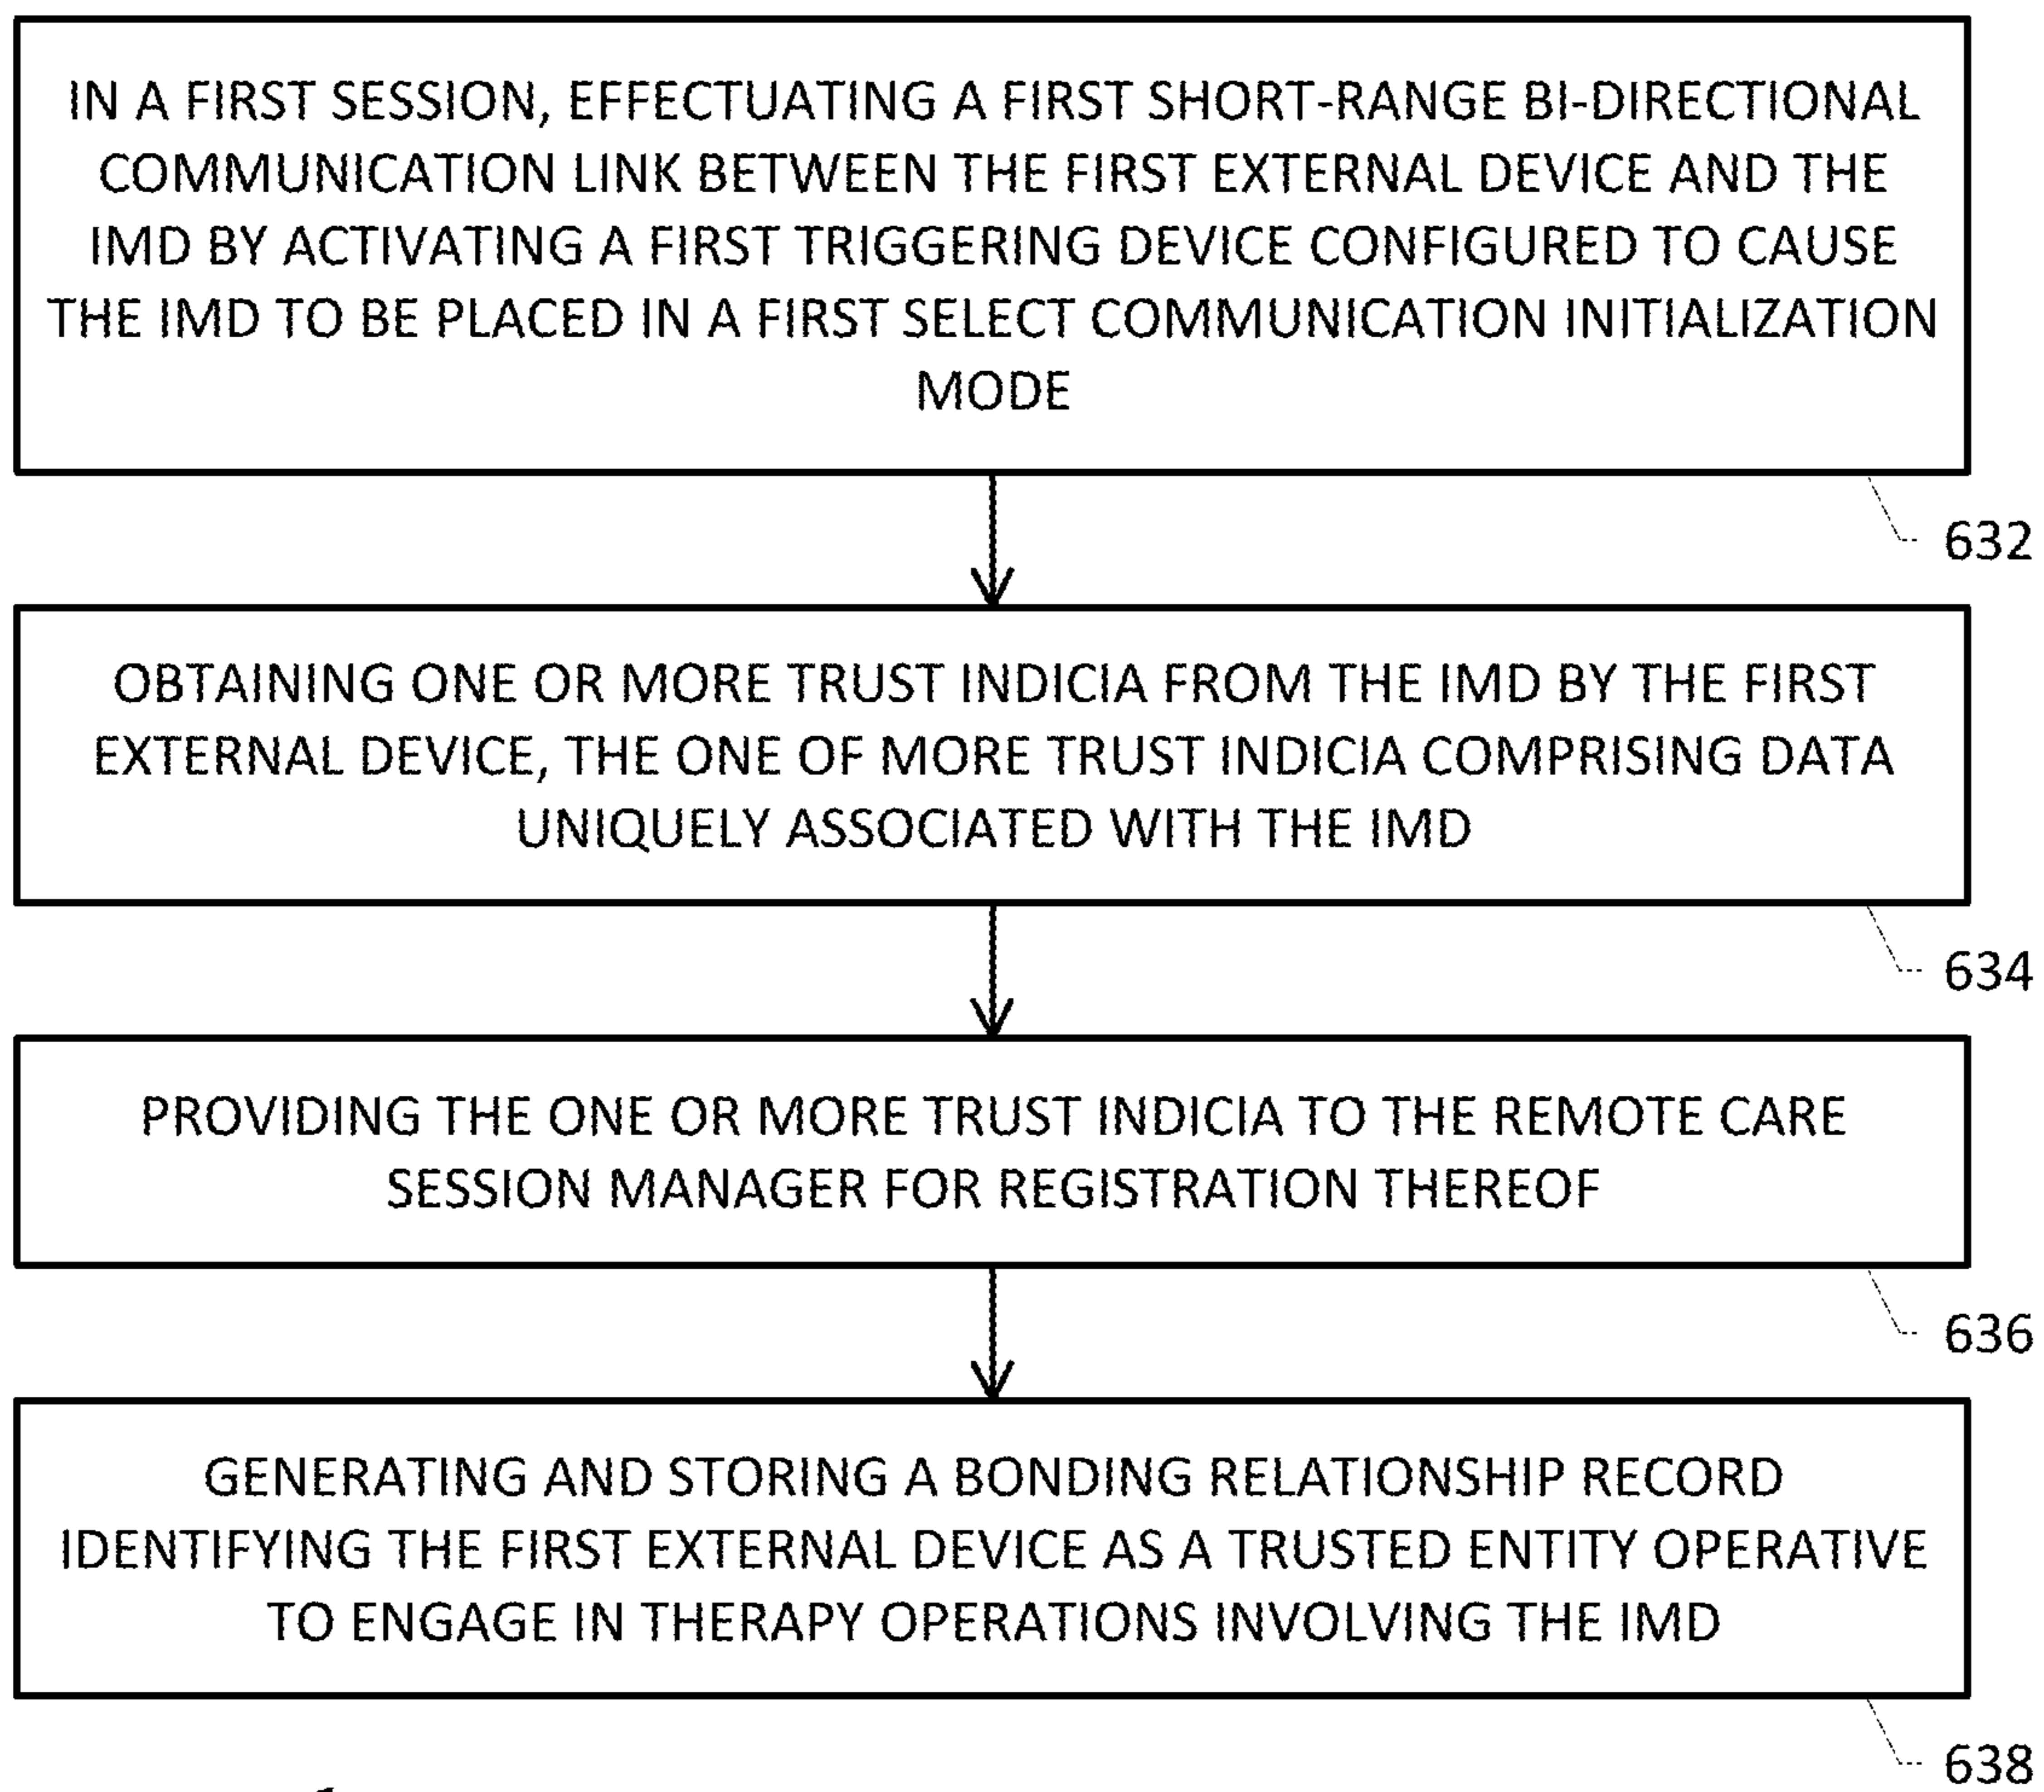 IN A FIRST SESSION, EFFECTUATING A FIRST SHORT-RANGE BI-DIRECTIONAL
COMMUNICATION LINK BETWEEN THE FIRST EXTERNAL DEVICE AND THE
IMD BY ACTIVATING A FIRST TRIGGERING DEVICE CONFIGURED TO CAUSE
THE IMD TO BE PLACED IN A FIRST SELECT COMMUNICATION INITIALIZATION
MODE
632
OBTAINING ONE OR MORE TRUST INDICIA FROM THE IMD BY THE FIRST
EXTERNAL DEVICE, THE ONE OF MORE TRUST INDICIA COMPRISING DATA
UNIQUELY ASSOCIATED WITH THE IMD
634
PROVIDING THE ONE OR MORE TRUST INDICIA TO THE REMOTE CARE
SESSION MANAGER FOR REGISTRATION THEREOF
636
GENERATING AND STORING A BONDING RELATIONSHIP RECORD
IDENTIFYING THE FIRST EXTERNAL DEVICE AS A TRUSTED ENTITY OPERATIVE
TO ENGAGE IN THERAPY OPERATIONS INVOLVING THE IMD
638